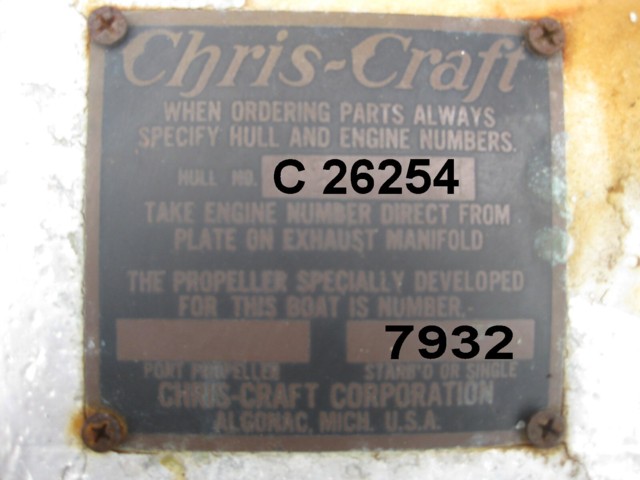 Chris-Craft
WHEN ORDERING PARTS ALWAYS
SPECIFY HULL AND ENGINE NUMBERS.
HULL NO. C 26254
TAKE ENGINE NUMBER DIRECT FROM
PLATE ON EXHAUST MANIFOLD
THE PROPELLER SPECIALLY DEVELOPED
FOR THIS BOAT IS NUMBER.-
7932
PORT PROPELLER STARB'D OR SINGLE
CHRIS-CRAFT CORPORATION
ALGONAC, MICH. U.S.A.